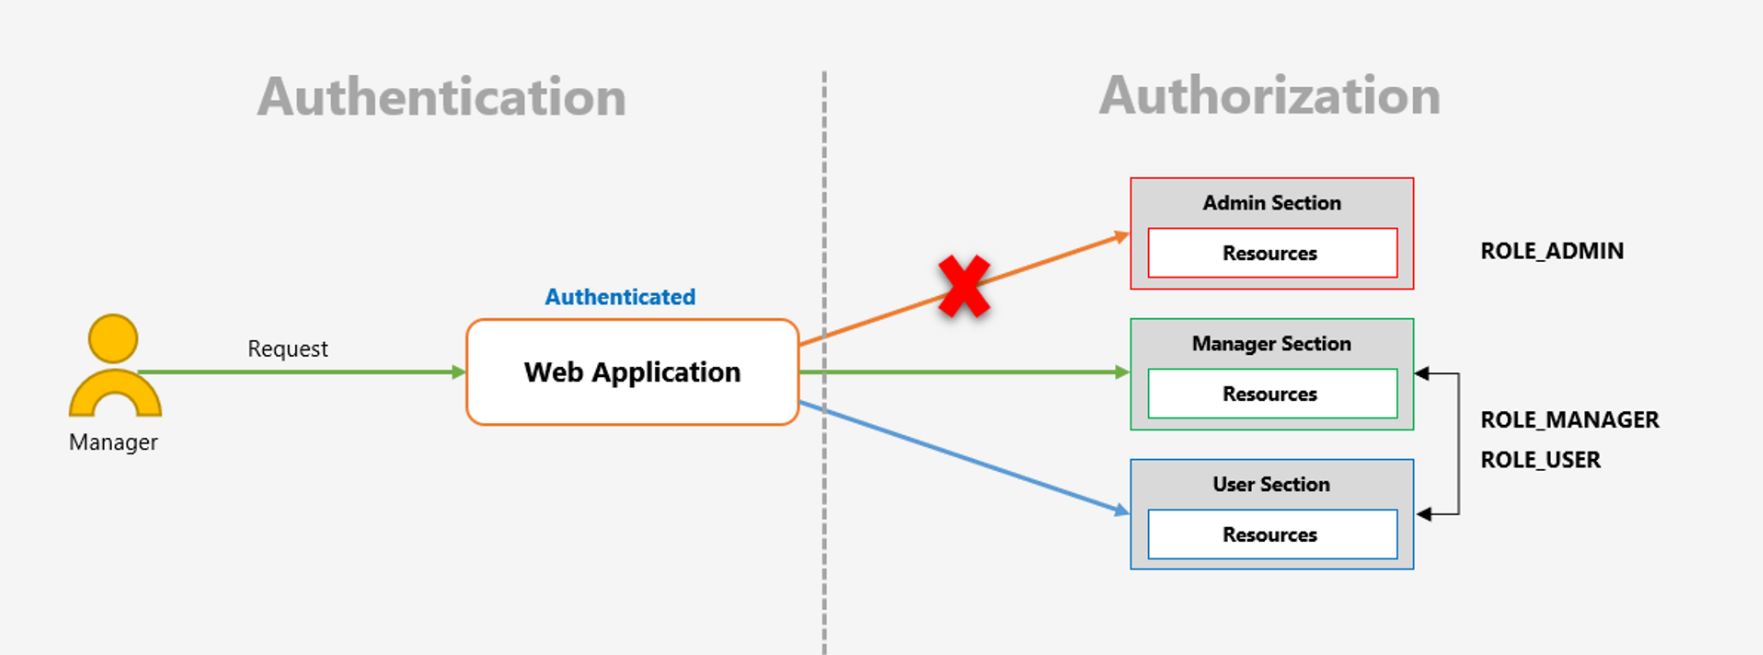 Authentication
Authorization
Admin Section
Resources
ROLE_ADMIN
Authenticated
Request
Web Application
Manager
Manager Section
Resources
ROLE_MANAGER
ROLE_USER
User Section
Resources